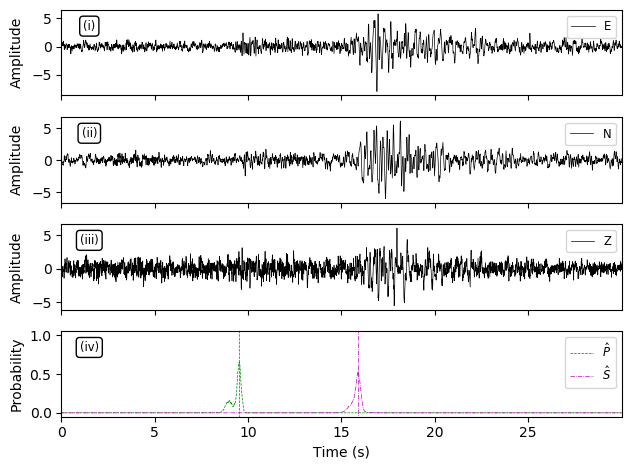 5
0
−5
Amplitude
(i)
E
5
0
−5
Amplitude
(ii)
N
5
0
−5
Amplitude
(iii)
Z
1.0
0.5
0.0
Probability
(iv)
P̂
Ŝ
0 5 10 15 20 25
Time (s)